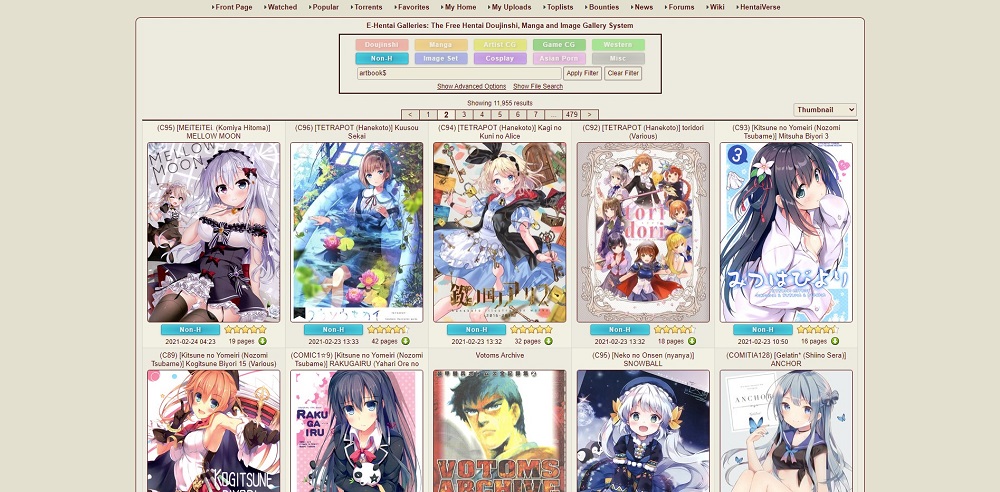 Front Page Watched Popular Torrents Favorites My Home My Uploads Toplists Bounties News Forums Wiki HentaiVerse
E-Hentai Galleries: The Free Hentai Doujinshi, Manga and Image Gallery System
Doujinshi Manga Artist CG Game CG Western
Non-H Image Set Cosplay Asian Porn Misc
artbook$ Apply Filter Clear Filter
Show Advanced Options Show File Search
Showing 11,955 results
Thumbnail
< 1 2 3 4 5 6 7 ... 479 >
(C95) [MEITEITEI (Komiya Hitoma)]
MELLOW MOON
(C96) [TETRAPOT (Hanekoto)] Kuusou
Sekai
(C94) [TETRAPOT (Hanekoto)] Kagi no
Kuni no Alice
(C92) [TETRAPOT (Hanekoto)] toridori
(Various)
(C93) [Kitsune no Yomeiri (Nozomi
Tsubame)] Mitsuha Biyori 3
MELLOW
MOON
鍵の国のアリス
tori
dori
3
みつはびより
Non-H
2021-02-24 04:23 19 pages
Non-H
2021-02-23 13:33 42 pages
Non-H
2021-02-23 13:32 32 pages
Non-H
2021-02-23 13:30 18 pages
Non-H
2021-02-23 10:50 16 pages
(C89) [Kitsune no Yomeiri (Nozomi
Tsubame)] Kogitsune Biyori 15 (Various)
(COMIC1☆9) [Kitsune no Yomeiri (Nozomi
Tsubame)] RAKUGAIRU (Yahari Ore no
Votoms Archive
(C95) [Neko no Onsen (nyanya)]
SNOWBALL
(COMITIA128) [Gelatin* (Shiino Sera)]
ANCHOR
KOGITSUNE
BIYORI
RAKU
GA
IRU
VOTOMS
ARCHIVE
ANCHOR